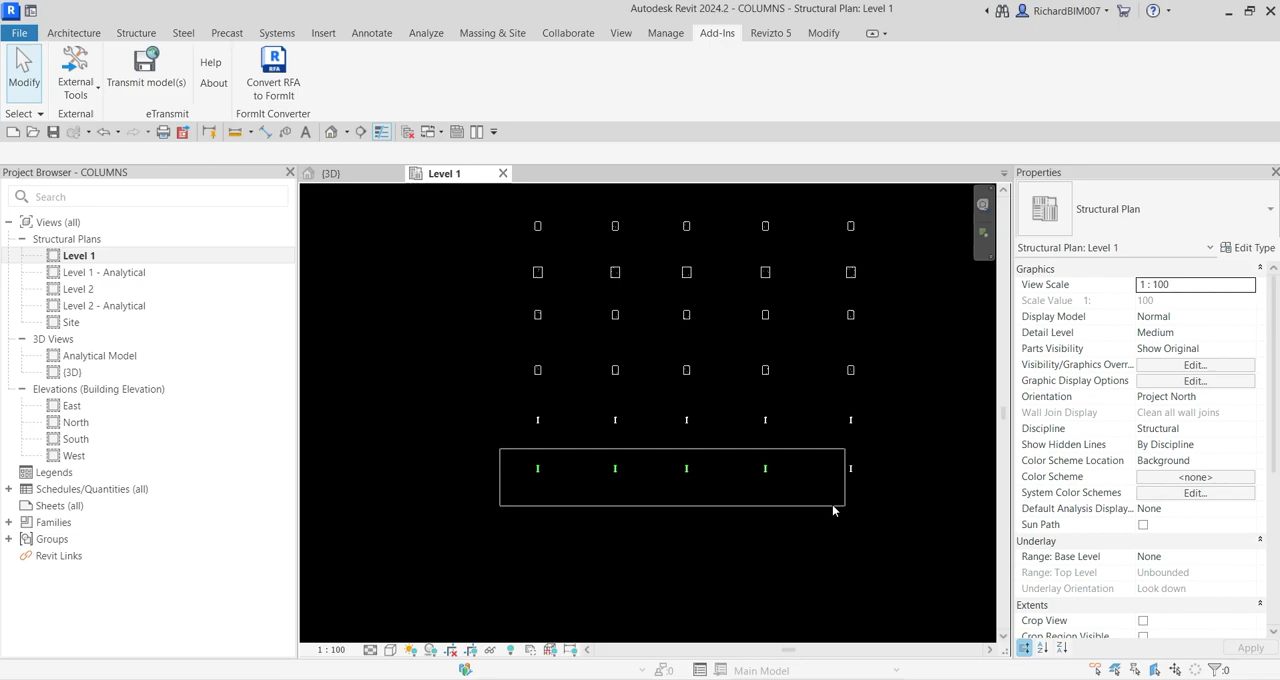 Autodesk Revit 2024.2 - COLUMNS - Structural Plan: Level 1
RichardBIM007
File Architecture Structure Steel Precast Systems Insert Annotate Analyze Massing & Site Collaborate View Manage Add-Ins Revizto 5 Modify
Modify
External
Tools
Transmit model(s)
Help
About
Convert RFA
to FormIt
Select
External
eTransmit
FormIt Converter
Project Browser - COLUMNS
Search
Views (all)
Structural Plans
Level 1
Level 1 - Analytical
Level 2
Level 2 - Analytical
Site
3D Views
Analytical Model
{3D}
Elevations (Building Elevation)
East
North
South
West
Legends
Schedules/Quantities (all)
Sheets (all)
Families
Groups
Revit Links
{3D}
Level 1
1 : 100
Main Model
:0
:0
Properties
Structural Plan
Structural Plan: Level 1
Edit Type
Graphics
View Scale 1 : 100
Scale Value 1: 100
Display Model Normal
Detail Level Medium
Parts Visibility Show Original
Visibility/Graphics Overr... Edit...
Graphic Display Options Edit...
Orientation Project North
Wall Join Display Clean all wall joins
Discipline Structural
Show Hidden Lines By Discipline
Color Scheme Location Background
Color Scheme <none>
System Color Schemes Edit...
Default Analysis Display... None
Sun Path
Underlay
Range: Base Level None
Range: Top Level Unbounded
Underlay Orientation Look down
Extents
Crop View
Crop Region Visible
Apply